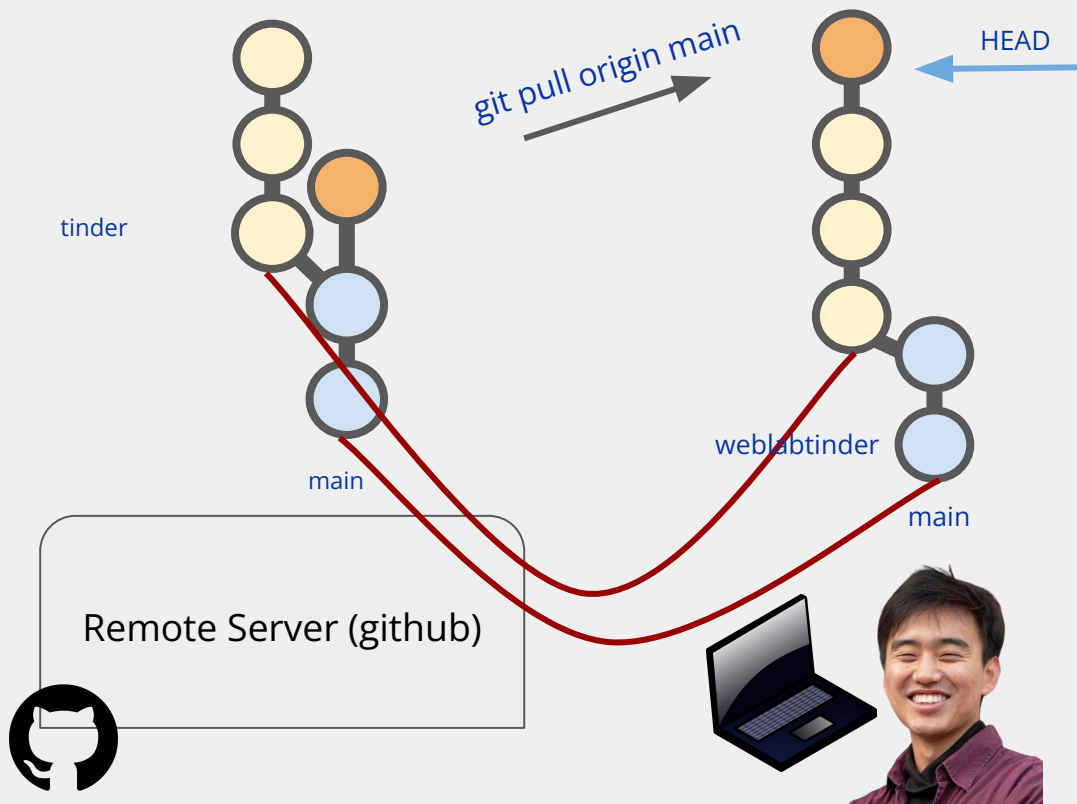 git pull origin main
HEAD
tinder
weblabtinder
main
main
Remote Server (github)